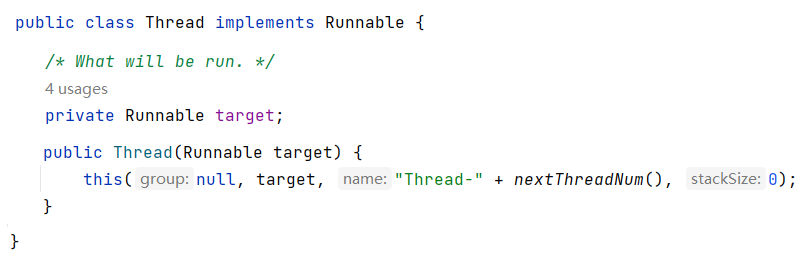 public class Thread implements Runnable {
/* What will be run. */
4 usages
private Runnable target;
public Thread(Runnable target) {
this( group: null, target, name: "Thread-" + nextThreadNum(), stackSize: 0);
}
}